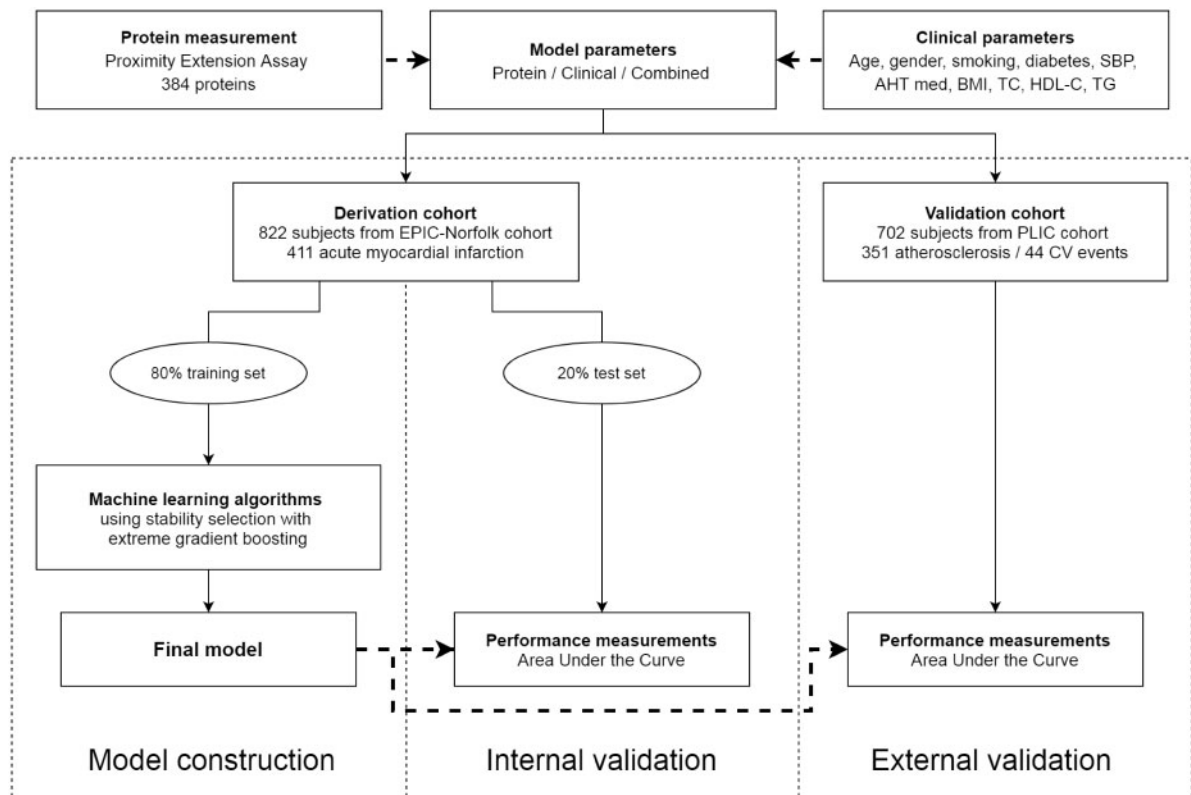 Protein measurement
Proximity Extension Assay
384 proteins
Model parameters
Protein / Clinical / Combined
Clinical parameters
Age, gender, smoking, diabetes, SBP,
AHT med, BMI, TC, HDL-C, TG
Derivation cohort
822 subjects from EPIC-Norfolk cohort
411 acute myocardial infarction
Validation cohort
702 subjects from PLIC cohort
351 atherosclerosis / 44 CV events
80% training set
20% test set
Machine learning algorithms
using stability selection with
extreme gradient boosting
Final model
Performance measurements
Area Under the Curve
Performance measurements
Area Under the Curve
Model construction
Internal validation
External validation